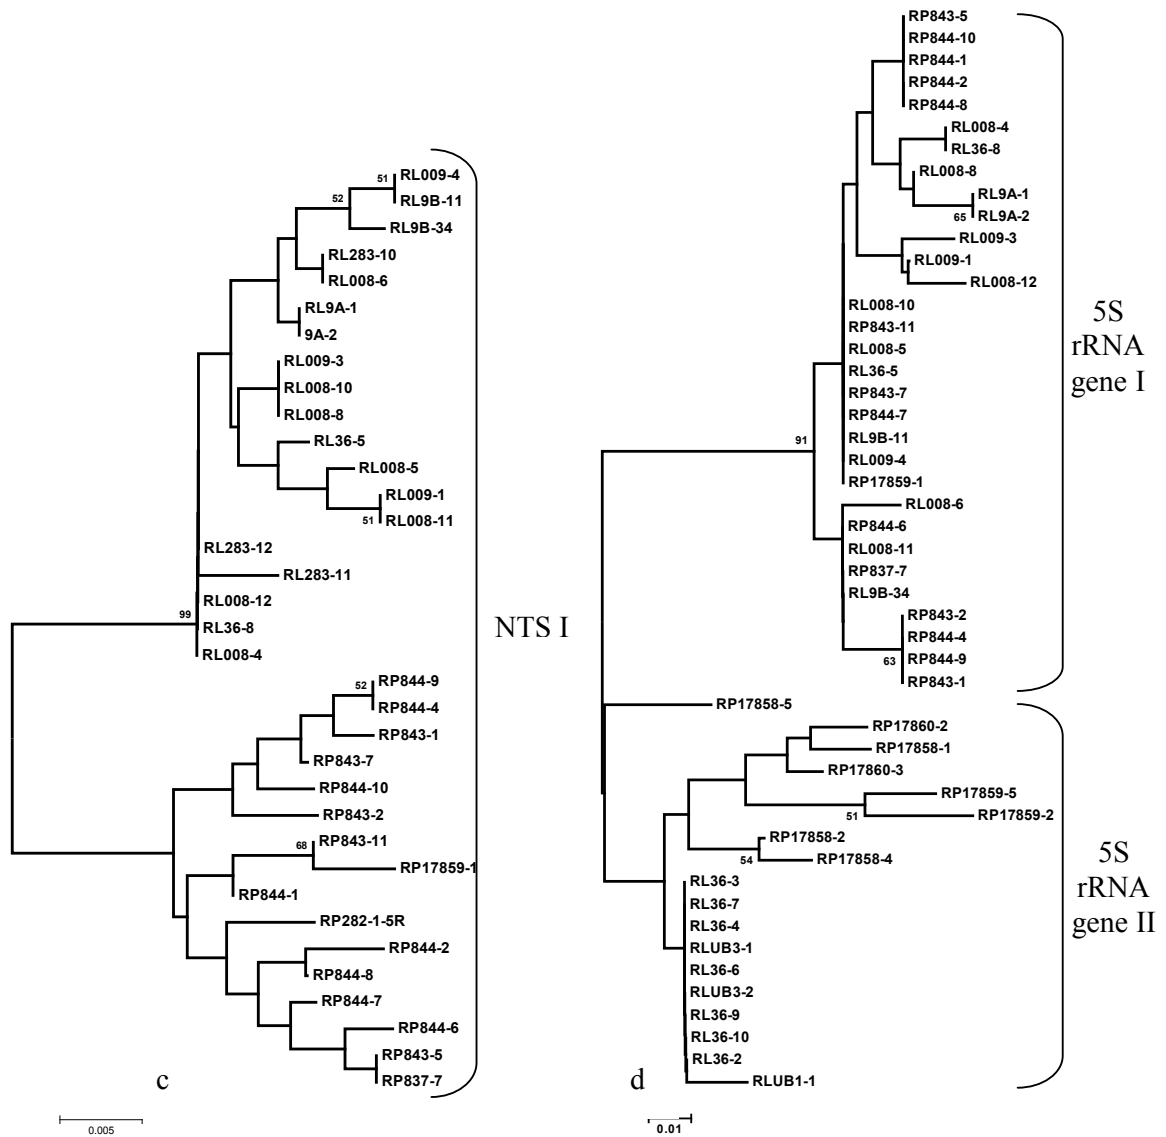 51
RL009-4
52
RL9B-11
RL9B-34
RL283-10
RL008-6
RL9A-1
9A-2
RL009-3
RL008-10
RL008-8
RL36-5
RL008-5
RL009-1
51
RL008-11
RL283-12
RL283-11
RL008-12
99
RL36-8
RL008-4
52
RP844-9
RP844-4
RP843-1
RP843-7
RP844-10
RP843-2
RP843-11
68
RP17859-1
RP844-1
RP282-1-5R
RP844-2
RP844-8
RP844-7
RP844-6
RP843-5
RP837-7
NTS I
c
0.005
RP843-5
RP844-10
RP844-1
RP844-2
RP844-8
RL008-4
RL36-8
RL008-8
RL9A-1
65
RL9A-2
RL009-3
RL009-1
RL008-12
RL008-10
RP843-11
RL008-5
RL36-5
RP843-7
RP844-7
91
RL9B-11
RL009-4
RP17859-1
RL008-6
RP844-6
RL008-11
RP837-7
RL9B-34
RP843-2
RP844-4
63
RP844-9
RP843-1
5S
rRNA
gene I
RP17858-5
RP17860-2
RP17858-1
RP17860-3
RP17859-5
51
RP17859-2
RP17858-2
54
RP17858-4
RL36-3
RL36-7
RL36-4
RLUB3-1
RL36-6
RLUB3-2
RL36-9
RL36-10
RL36-2
RLUB1-1
5S
rRNA
gene II
d
0.01